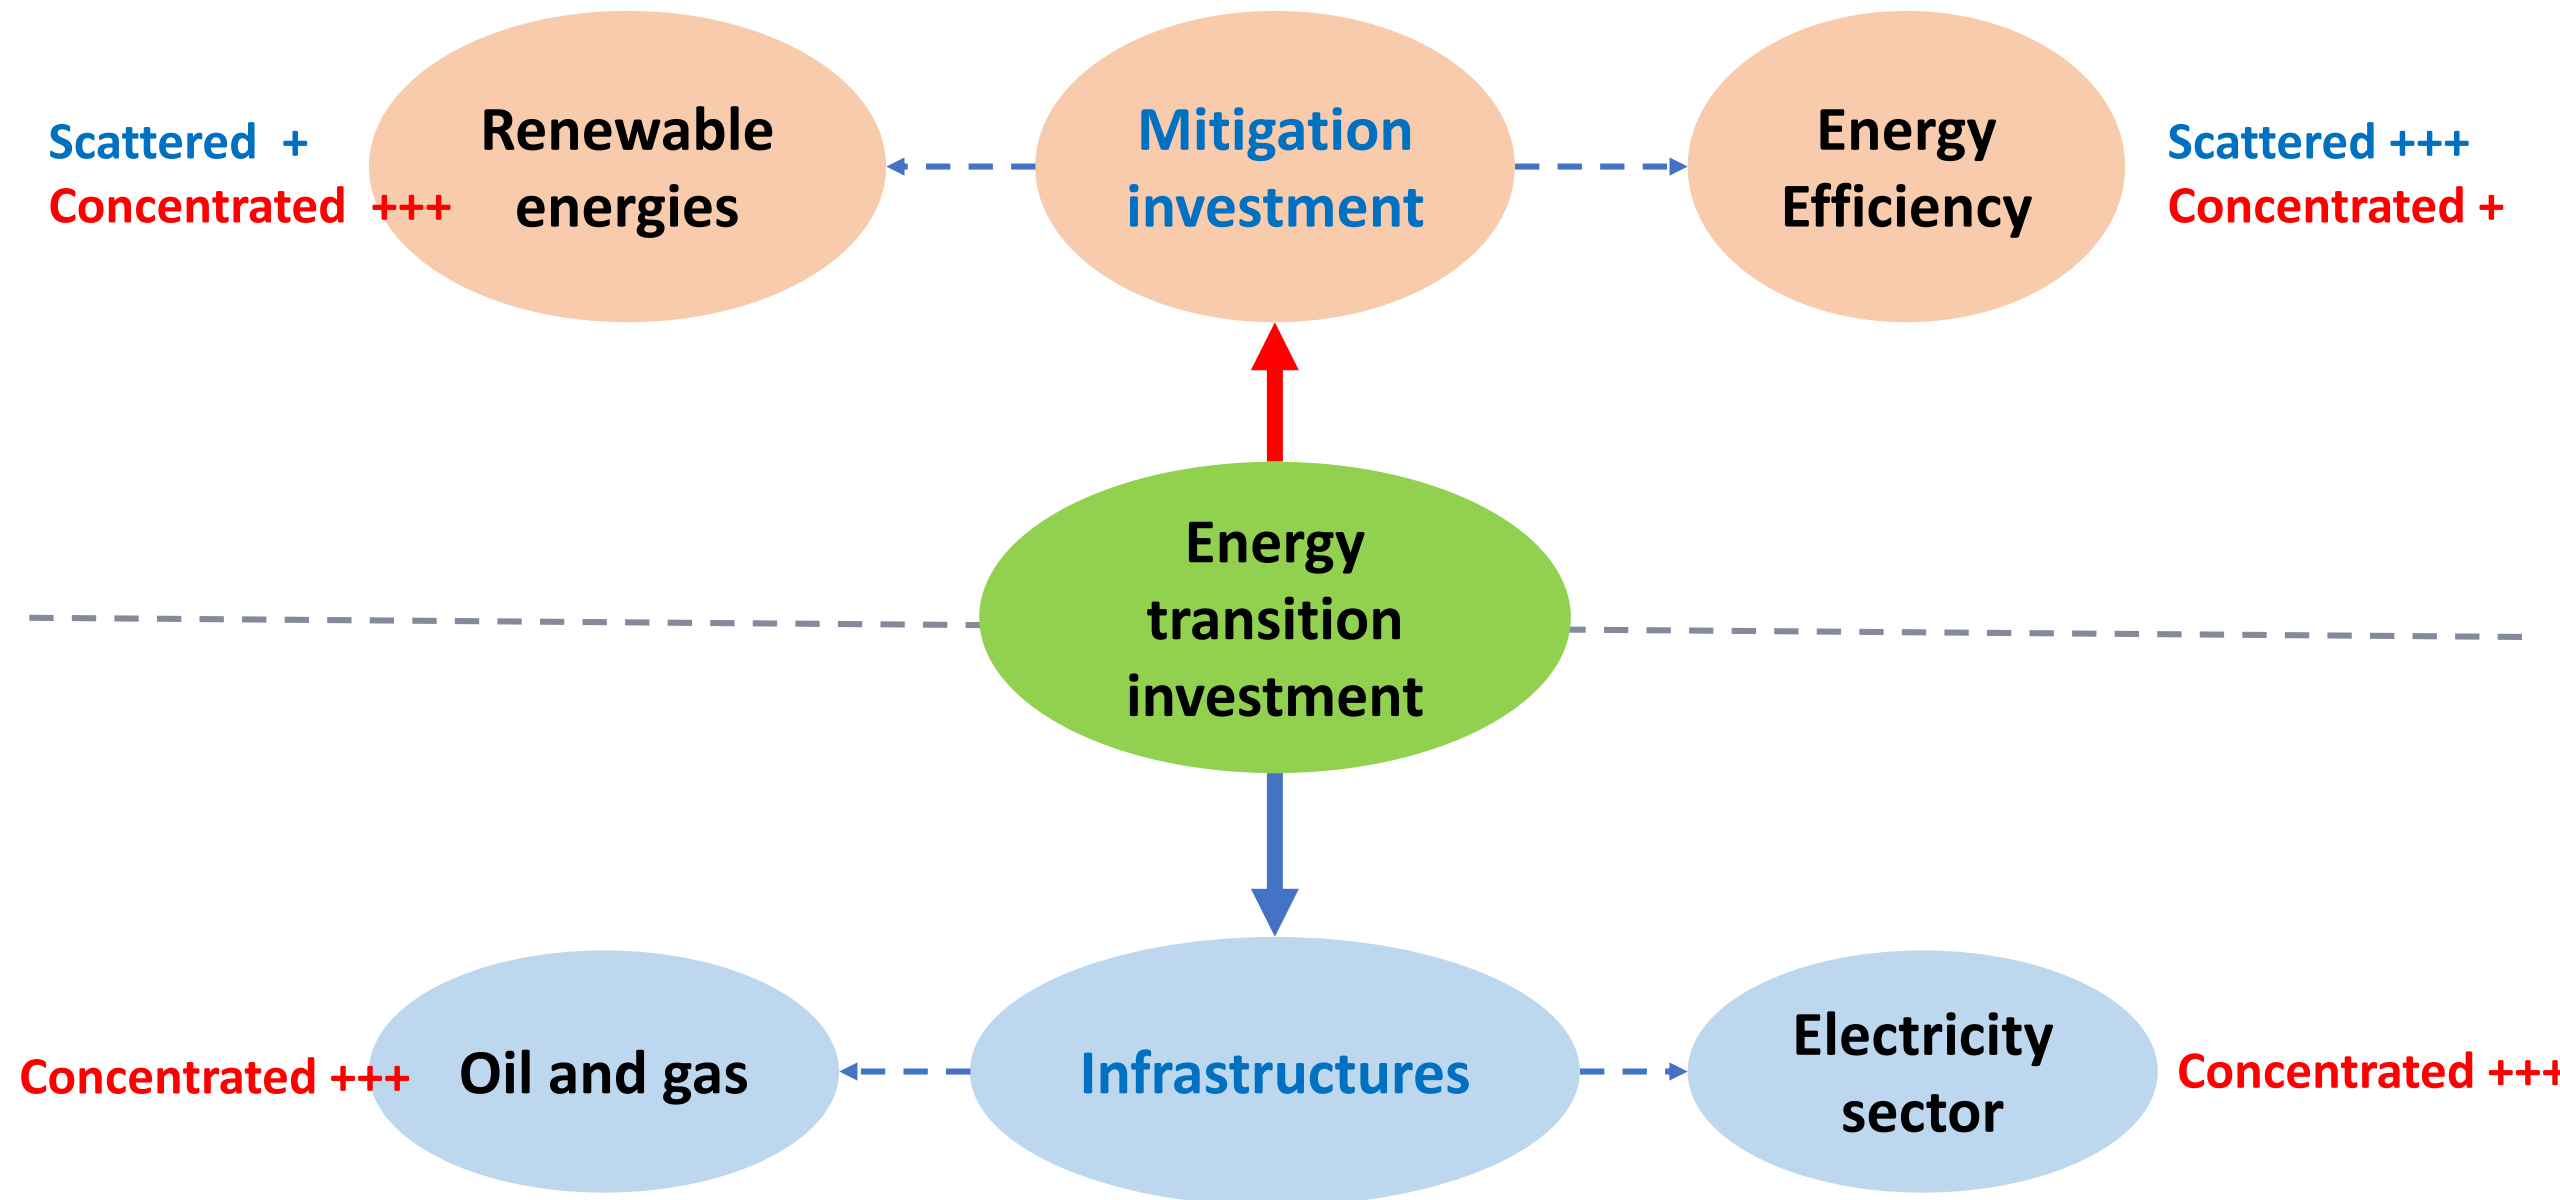 Scattered +
Concentrated +++
Renewable
energies
Mitigation
investment
Energy
Efficiency
Scattered +++
Concentrated +
Energy
transition
investment
Concentrated +++
Oil and gas
Infrastructures
Electricity
sector
Concentrated +++